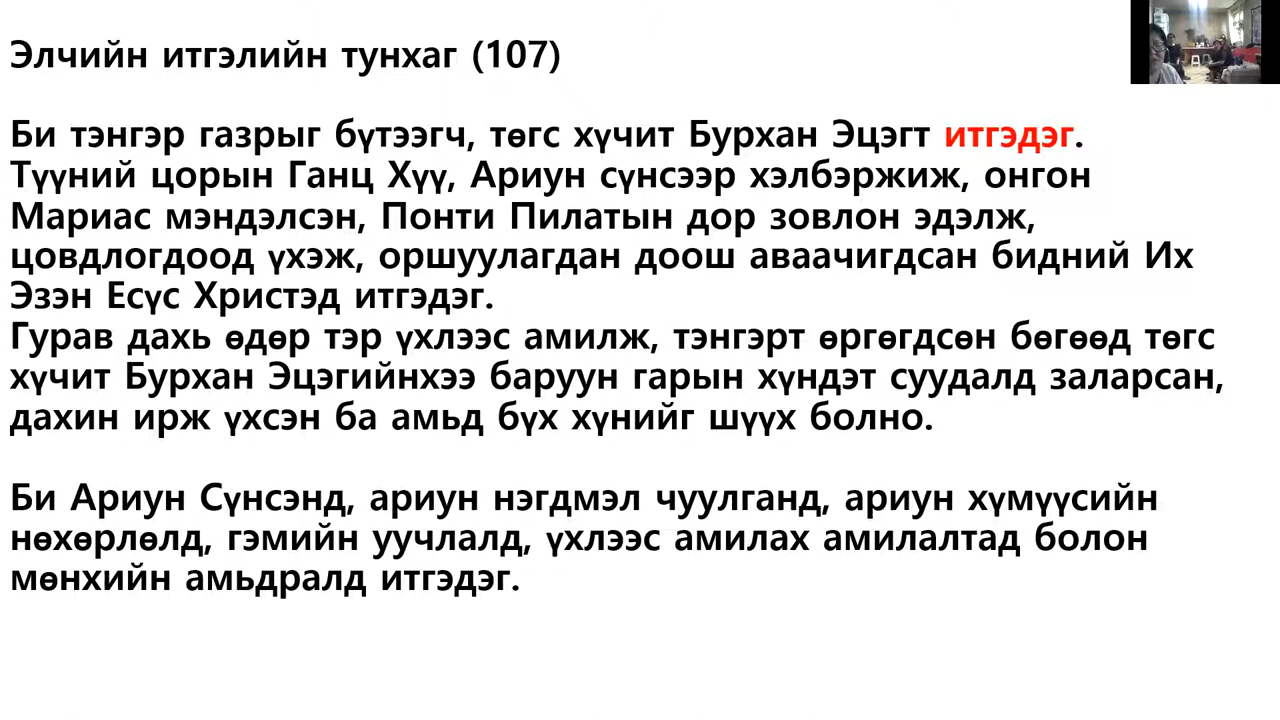 Элчийн итгэлийн тунхаг (107)
Би тэнгэр газрыг бүтээгч, төгс хүчит Бурхан Эцэгт итгэдэг.
Түүний цорын Ганц Хүү, Ариун сүнсээр хэлбэржиж, онгон
Мариас мэндэлсэн, Понти Пилатын дор зовлон эдэлж,
цовдлогдоод үхэж, оршуулагдан доош аваачигдсан бидний Их
Эзэн Есүс Христэд итгэдэг.
Гурав дахь өдөр тэр үхлээс амилж, тэнгэрт өргөгдсөн бөгөөд төгс
хүчит Бурхан Эцэгийнхээ баруун гарын хүндэт суудалд заларсан,
дахин ирж үхсэн ба амьд бүх хүнийг шүүх болно.
Би Ариун Сүнсэнд, ариун нэгдмэл чуулганд, ариун хүмүүсийн
нөхөрлөлд, гэмийн уучлалд, үхлээс амилах амилалтад болон
мөнхийн амьдралд итгэдэг.